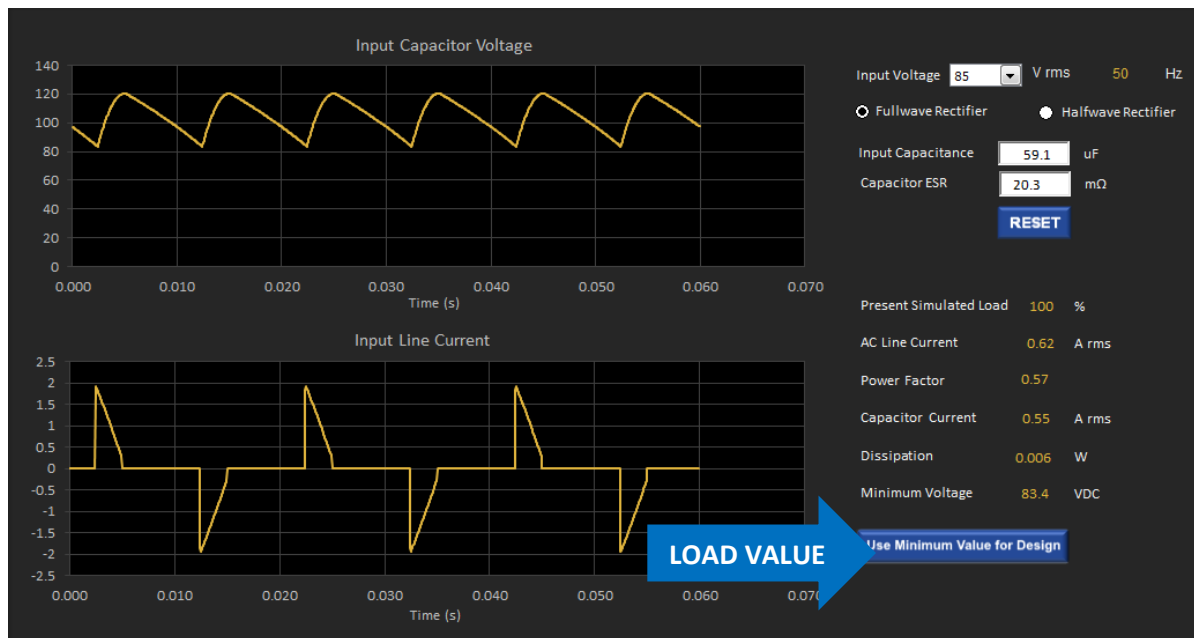 Input Capacitor Voltage
140
120
100
80
60
40
20
0
0.000 0.010 0.020 0.030 0.040 0.050 0.060 0.070
Time (s)
Input Line Current
2.5
2
1.5
1
0.5
0
-0.5
-1
-1.5
-2
-2.5
0.000 0.010 0.020 0.030 0.040 0.050 0.060 0.07
Time (s)
Input Voltage 85 V rms 50 Hz
Fullwave Rectifier Halfwave Rectifier
Input Capacitance 59.1 uF
Capacitor ESR 20.3 mΩ
RESET
Present Simulated Load 100 %
AC Line Current 0.62 A rms
Power Factor 0.57
Capacitor Current 0.55 A rms
Dissipation 0.006 W
Minimum Voltage 83.4 VDC
LOAD VALUE
Use Minimum Value for Design